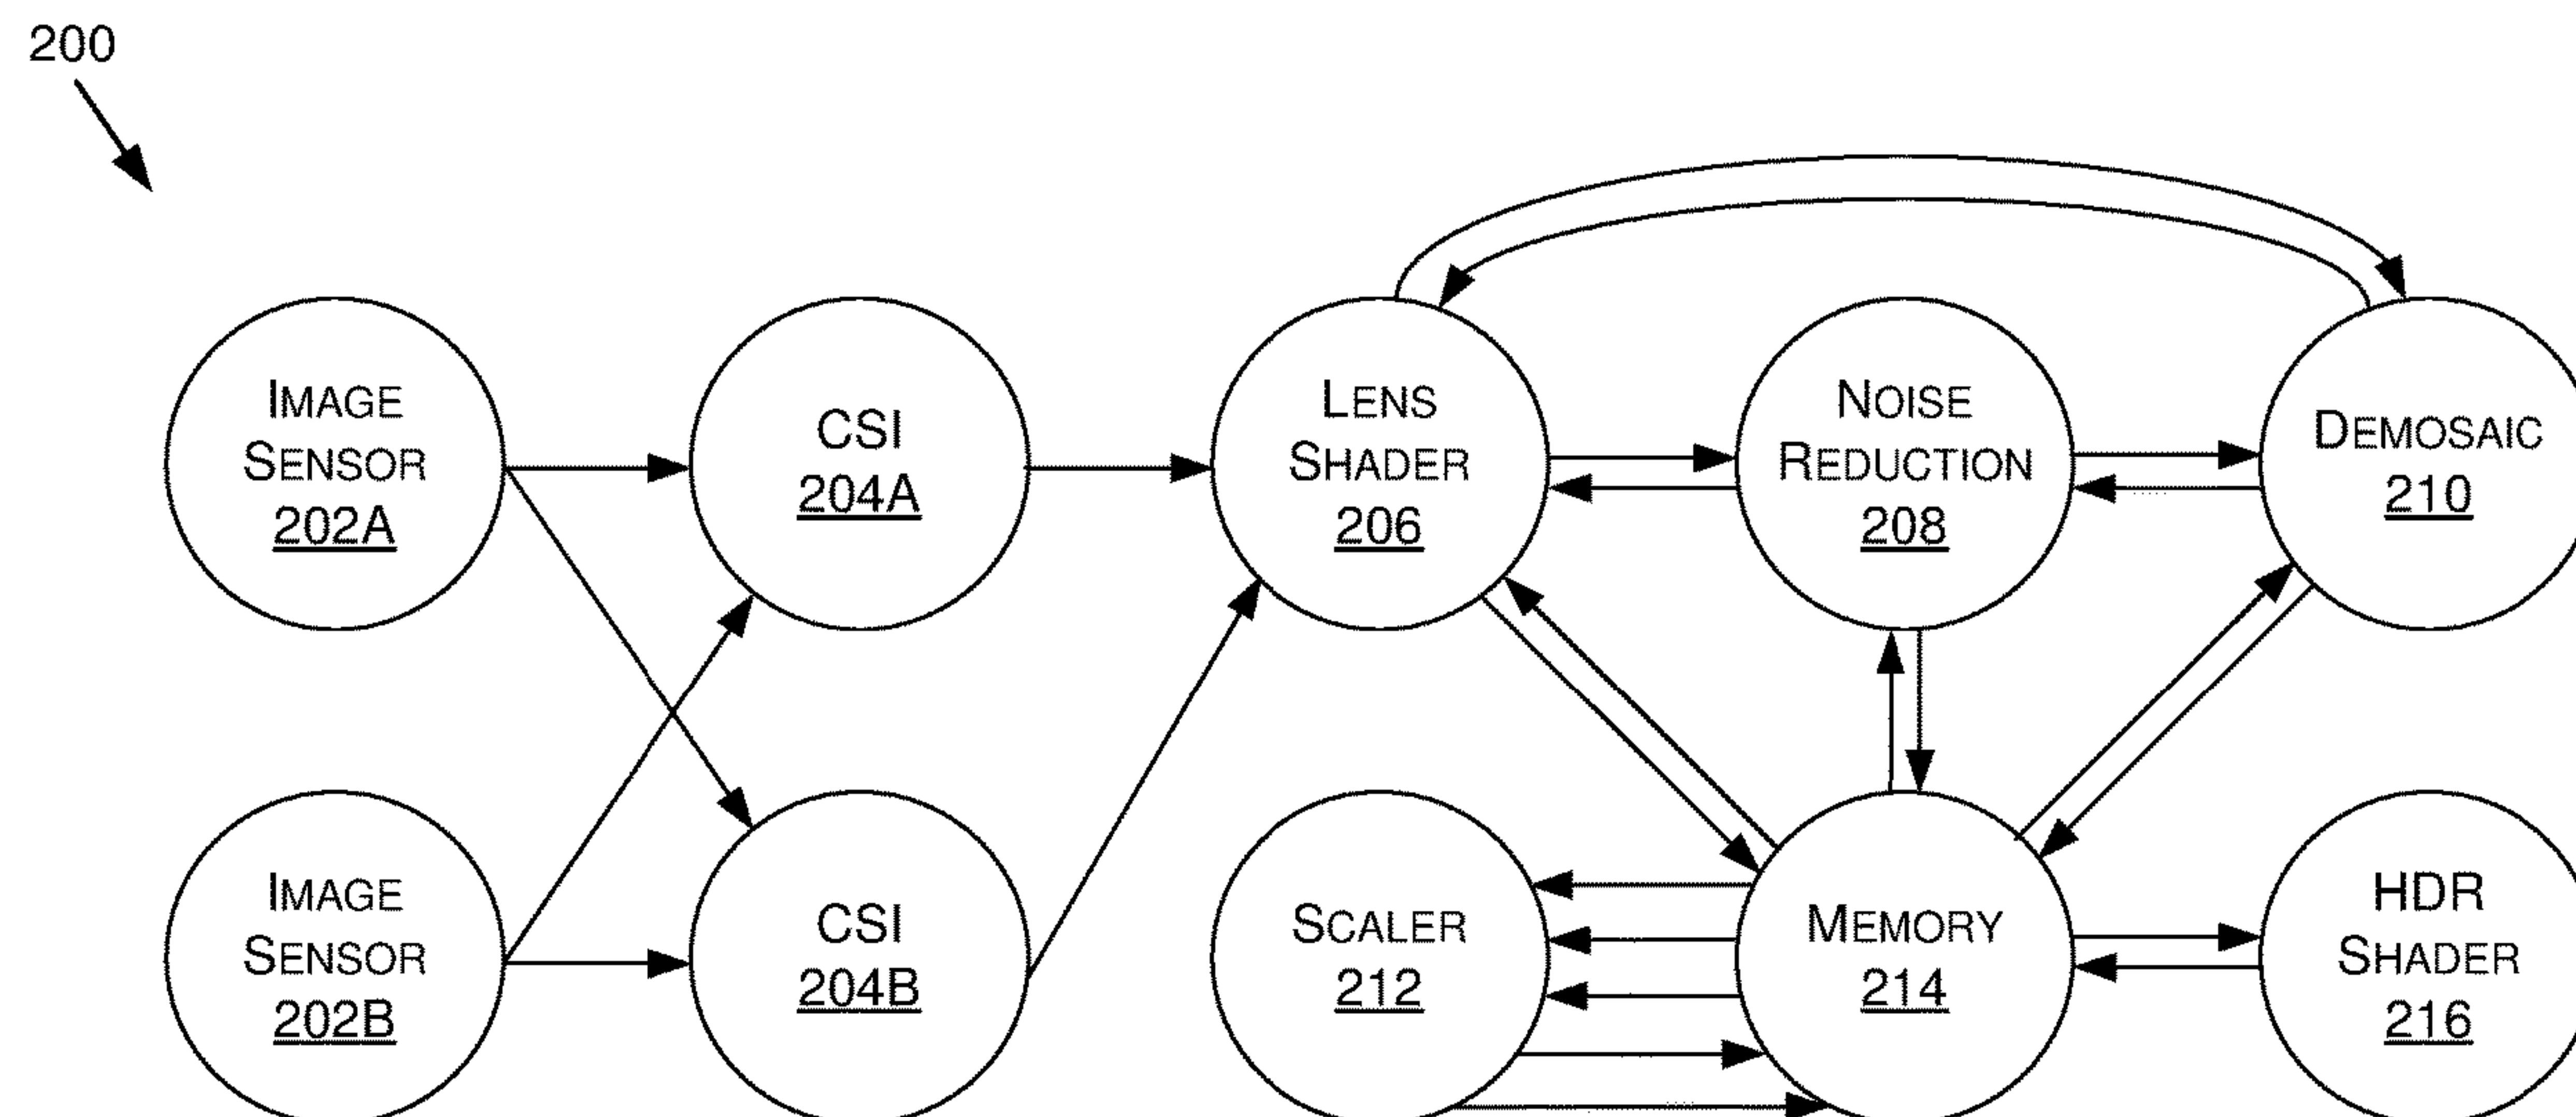 200
IMAGE
SENSOR
202A
CSI
204A
LENS
SHADER
206
NOISE
REDUCTION
208
DEMOSAIC
210
IMAGE
SENSOR
202B
CSI
204B
SCALER
212
MEMORY
214
HDR
SHADER
216